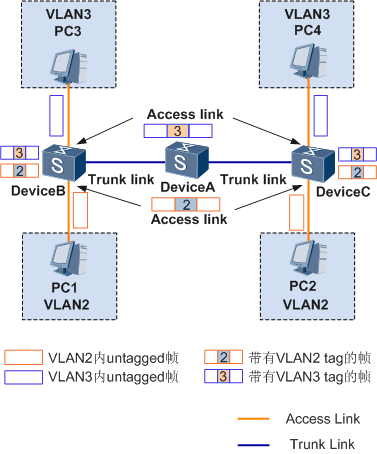 VLAN3
PC3
VLAN3
PC4
Access link
3
3
3
2
S
S
S
2
DeviceB
Trunk link
DeviceA
Trunk link
DeviceC
2
Access link
PC1
VLAN2
PC2
VLAN2
VLAN2内untagged帧
2
带有VLAN2 tag的帧
VLAN3内untagged帧
3
带有VLAN3 tag的帧
Access Link
Trunk Link